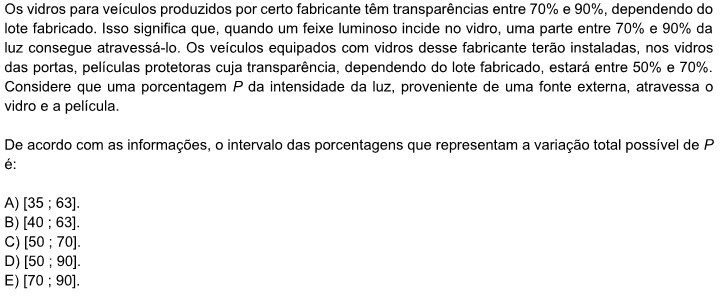 Os vidros para veículos produzidos por certo fabricante têm transparências entre 70% e 90%, dependendo do
lote fabricado. Isso significa que, quando um feixe luminoso incide no vidro, uma parte entre 70% e 90% da
luz consegue atravessá-lo. Os veículos equipados com vidros desse fabricante terão instaladas, nos vidros
das portas, películas protetoras cuja transparência, dependendo do lote fabricado, estará entre 50% e 70%.
Considere que uma porcentagem P da intensidade da luz, proveniente de uma fonte externa, atravessa o
vidro e a película.
De acordo com as informações, o intervalo das porcentagens que representam a variação total possível de P
é:
A) [35 ; 63].
B) [40 ; 63].
C) [50 ; 70].
D) [50 ; 90].
E) [70 ; 90].